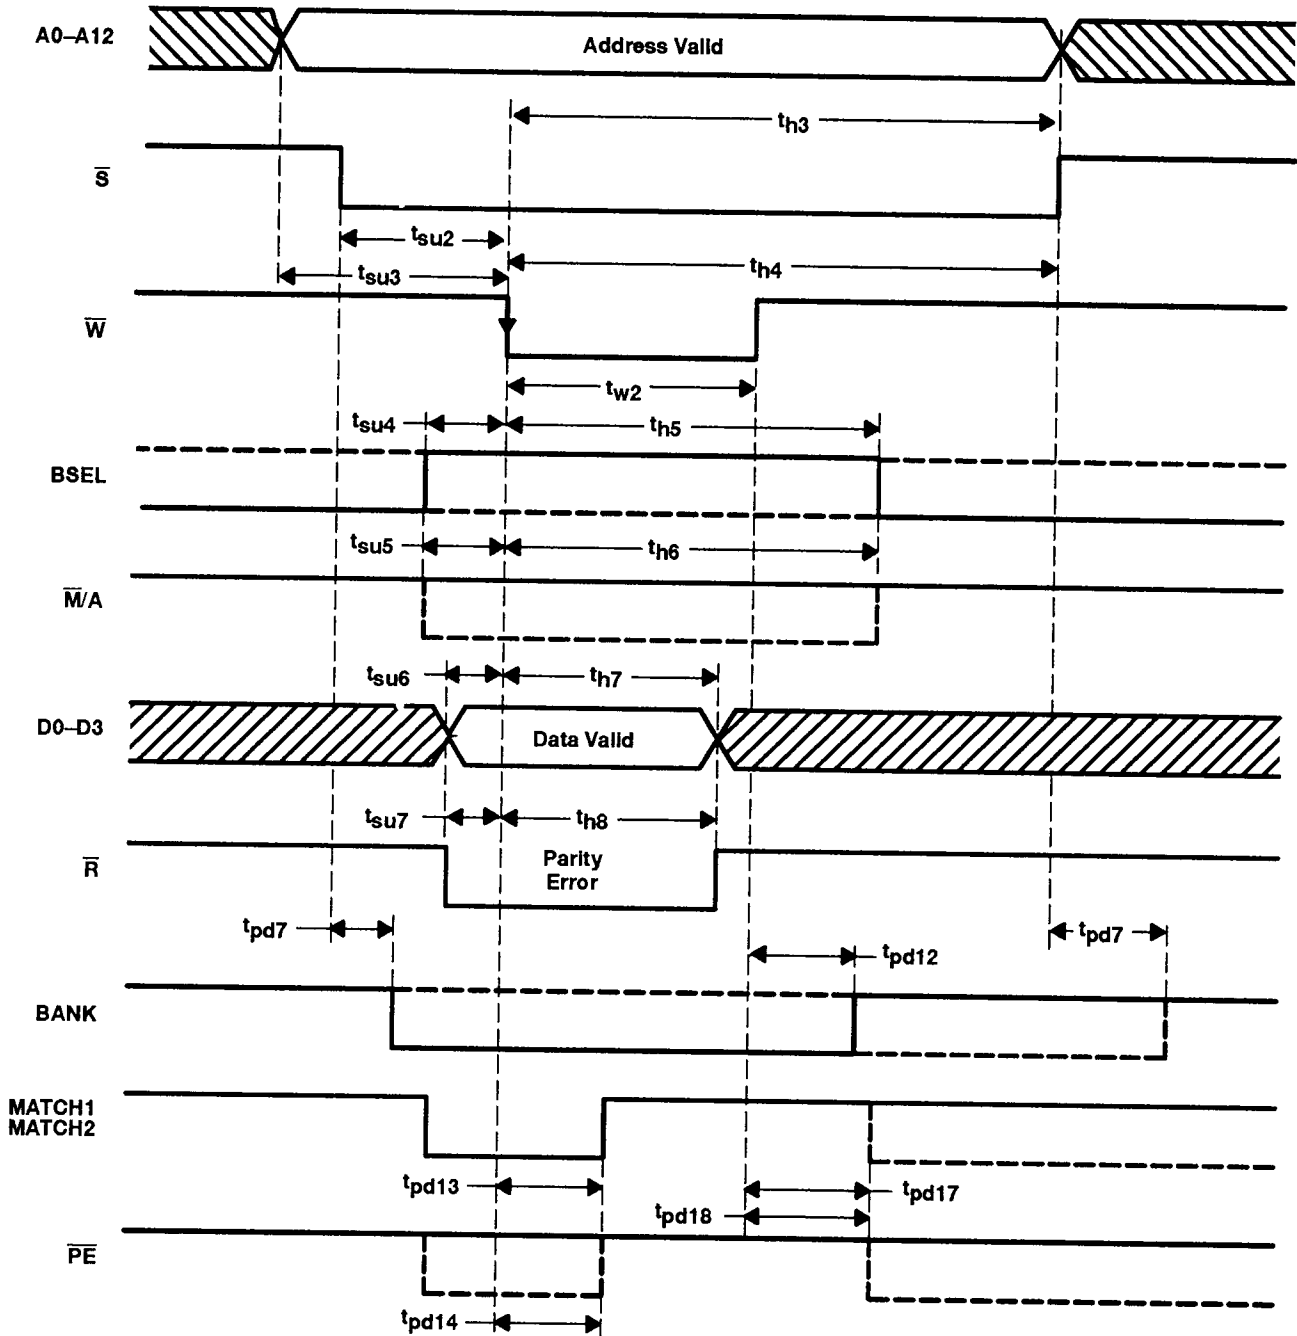 A0–A12
Address Valid
th3
S̅
tsu2
tsu3
th4
W̅
tw2
tsu4
th5
BSEL
tsu5
th6
M̅/A
tsu6
th7
D0–D3
Data Valid
tsu7
th8
R̅
Parity
Error
tpd7
tpd7
tpd12
BANK
MATCH1
MATCH2
tpd13
tpd17
tpd18
P̅E̅
tpd14